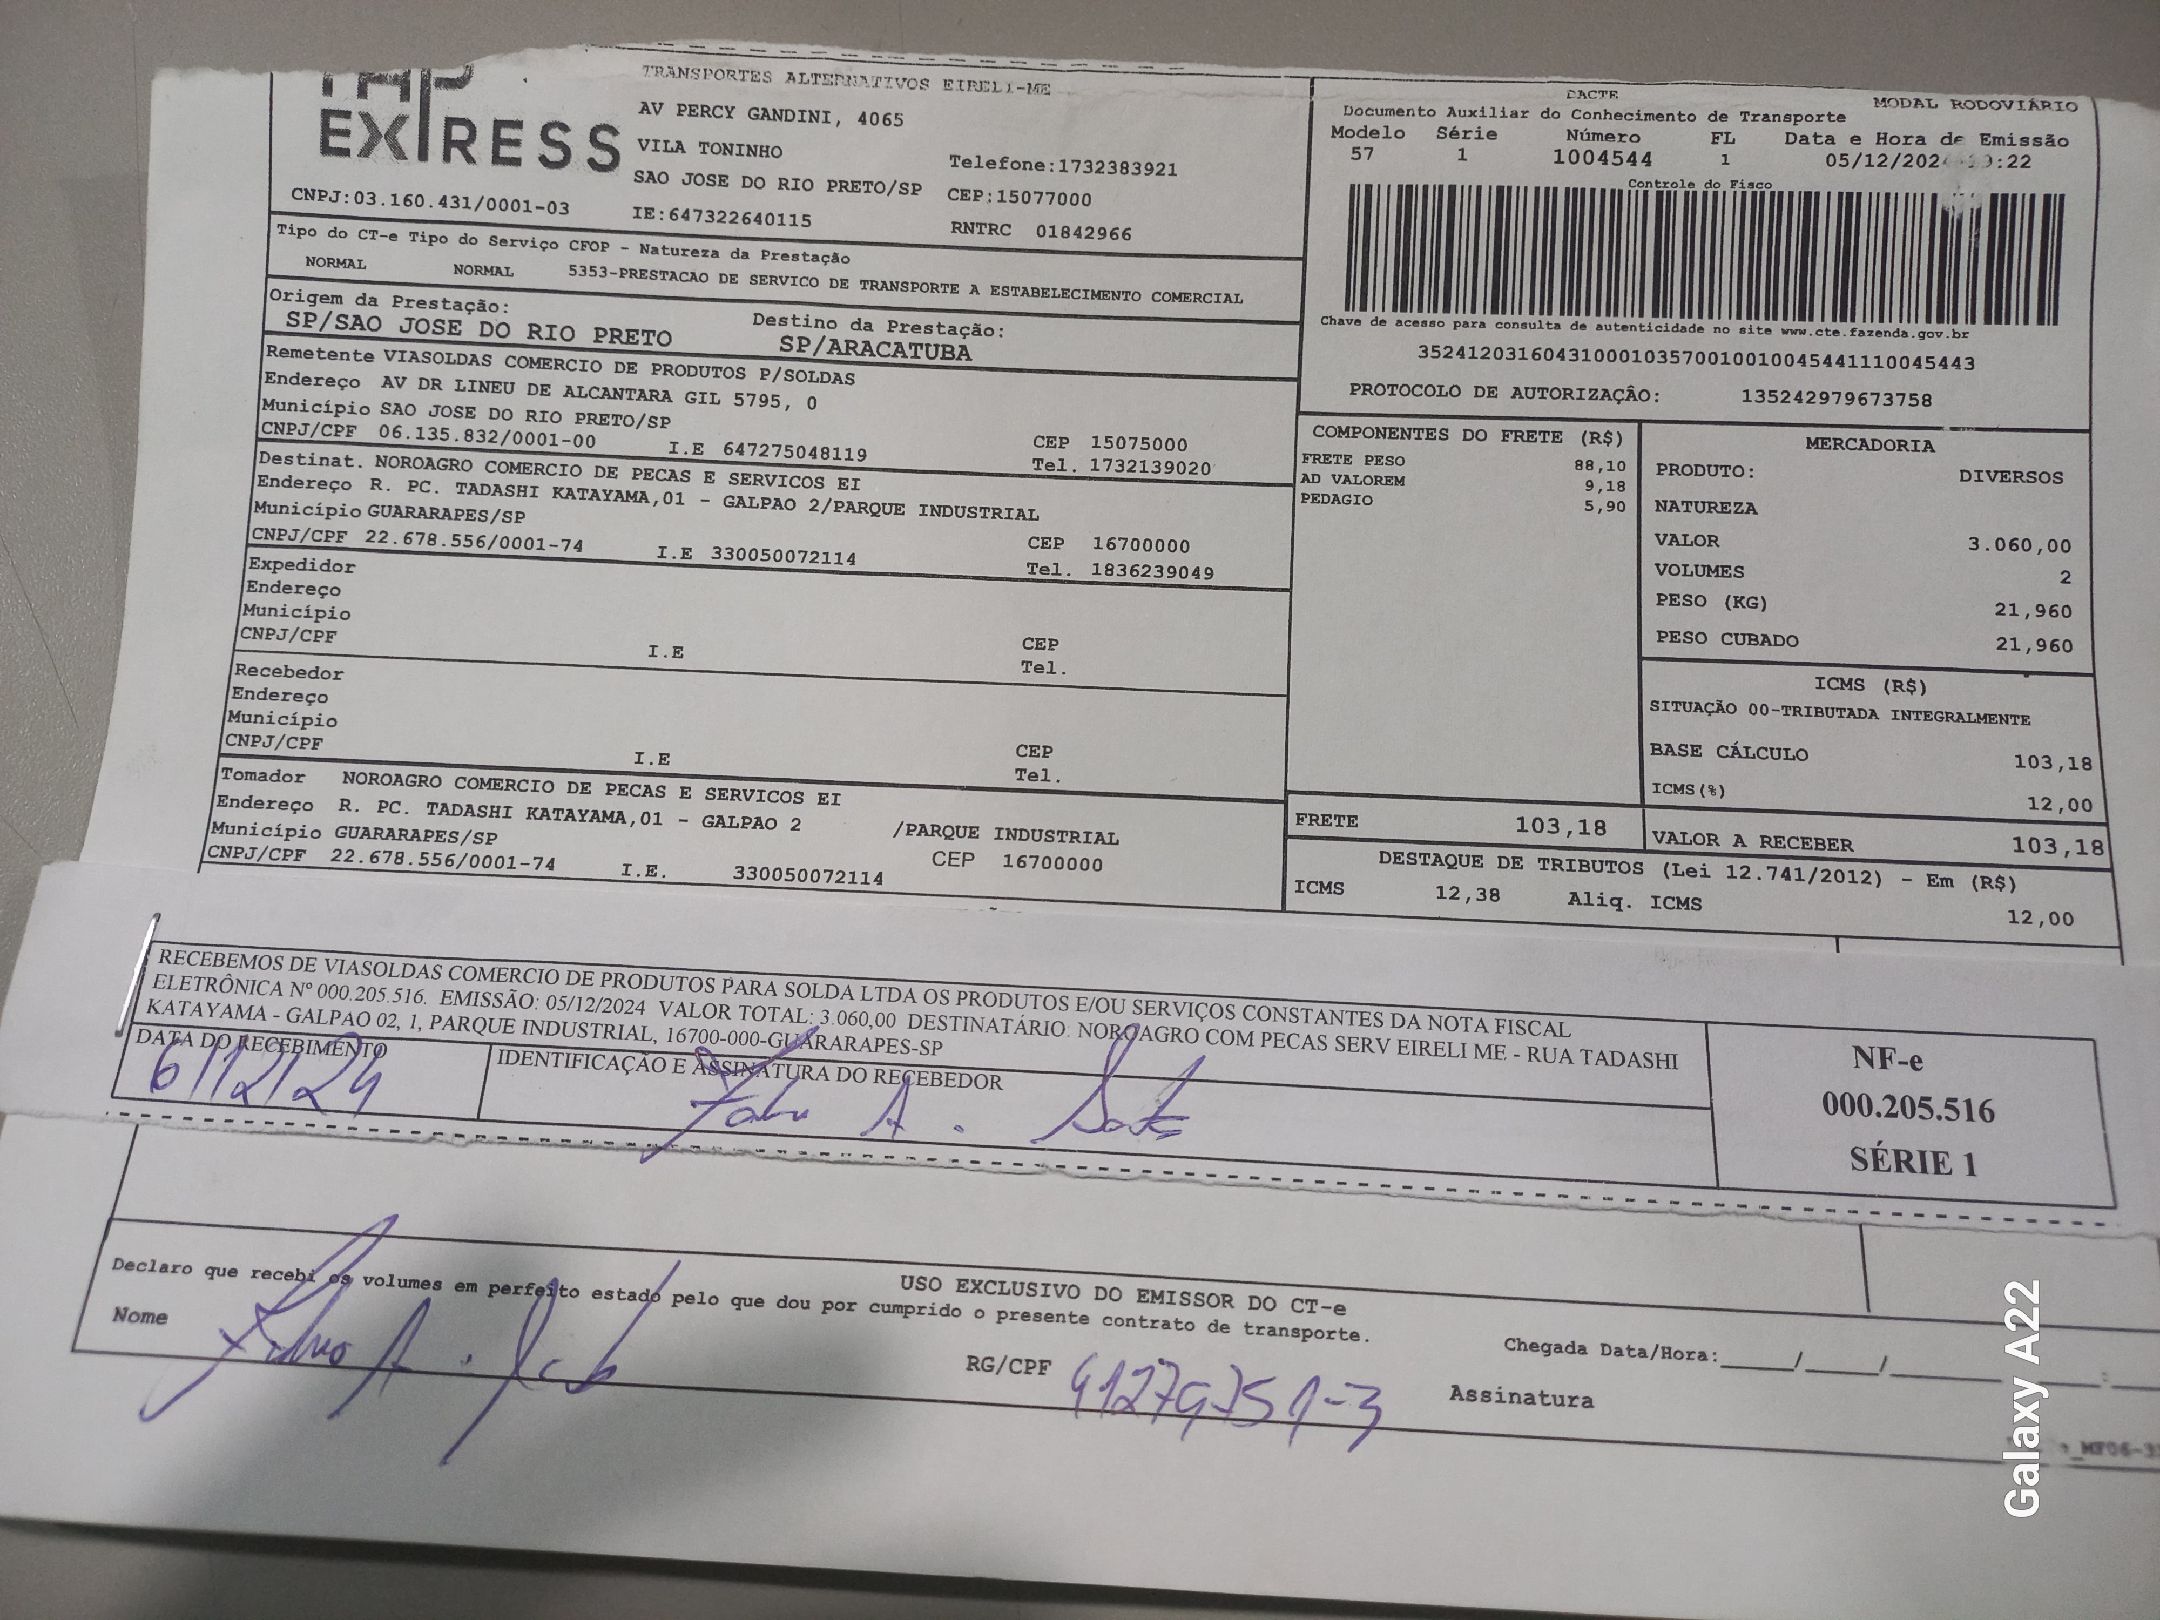 TAP
EXPRESS
TRANSPORTES ALTERNATIVOS EIRELI-ME
AV PERCY GANDINI, 4065
VILA TONINHO
Telefone:1732383921
SAO JOSE DO RIO PRETO/SP CEP:15077000
CNPJ:03.160.431/0001-03 IE:647322640115 RNTRC 01842966
DACTE MODAL RODOVIÁRIO
Documento Auxiliar do Conhecimento de Transporte
Modelo Série Número FL Data e Hora de Emissão
57 1 1004544 1 05/12/202 :22
Controle do Fisco
Chave de acesso para consulta de autenticidade no site www.cte.fazenda.gov.br
35241203160431000103570010010045441110045443
PROTOCOLO DE AUTORIZAÇÃO: 135242979673758
Tipo do CT-e Tipo do Serviço CFOP - Natureza da Prestação
NORMAL NORMAL 5353-PRESTACAO DE SERVICO DE TRANSPORTE A ESTABELECIMENTO COMERCIAL
Origem da Prestação: Destino da Prestação:
SP/SAO JOSE DO RIO PRETO SP/ARACATUBA
Remetente VIASOLDAS COMERCIO DE PRODUTOS P/SOLDAS
Endereço AV DR LINEU DE ALCANTARA GIL 5795, 0
Município SAO JOSE DO RIO PRETO/SP CEP 15075000
CNPJ/CPF 06.135.832/0001-00 I.E 647275048119 Tel. 1732139020
Destinat. NOROAGRO COMERCIO DE PECAS E SERVICOS EI
Endereço R. PC. TADASHI KATAYAMA,01 - GALPAO 2/PARQUE INDUSTRIAL
Município GUARARAPES/SP CEP 16700000
CNPJ/CPF 22.678.556/0001-74 I.E 330050072114 Tel. 1836239049
Expedidor
Endereço
Município CEP
CNPJ/CPF I.E Tel.
Recebedor
Endereço
Município CEP
CNPJ/CPF I.E Tel.
Tomador NOROAGRO COMERCIO DE PECAS E SERVICOS EI
Endereço R. PC. TADASHI KATAYAMA,01 - GALPAO 2 /PARQUE INDUSTRIAL
Município GUARARAPES/SP CEP 16700000
CNPJ/CPF 22.678.556/0001-74 I.E. 330050072114
COMPONENTES DO FRETE (R$)
FRETE PESO 88,10
AD VALOREM 9,18
PEDAGIO 5,90
MERCADORIA
PRODUTO: DIVERSOS
NATUREZA
VALOR 3.060,00
VOLUMES 2
PESO (KG) 21,960
PESO CUBADO 21,960
ICMS (R$)
SITUAÇÃO 00-TRIBUTADA INTEGRALMENTE
BASE CÁLCULO 103,18
ICMS(%) 12,00
FRETE 103,18 VALOR A RECEBER 103,18
DESTAQUE DE TRIBUTOS (Lei 12.741/2012) - Em (R$)
ICMS 12,38 Aliq. ICMS 12,00
RECEBEMOS DE VIASOLDAS COMERCIO DE PRODUTOS PARA SOLDA LTDA OS PRODUTOS E/OU SERVIÇOS CONSTANTES DA NOTA FISCAL
ELETRÔNICA Nº 000.205.516. EMISSÃO: 05/12/2024 VALOR TOTAL: 3.060,00 DESTINATÁRIO: NOROAGRO COM PECAS SERV EIRELI ME - RUA TADASHI
KATAYAMA - GALPAO 02, 1, PARQUE INDUSTRIAL, 16700-000-GUARARAPES-SP
DATA DO RECEBIMENTO IDENTIFICAÇÃO E ASSINATURA DO RECEBEDOR
6/12/24
NF-e
000.205.516
SÉRIE 1
USO EXCLUSIVO DO EMISSOR DO CT-e
Declaro que recebi os volumes em perfeito estado pelo que dou por cumprido o presente contrato de transporte.
Nome RG/CPF 41279751-3 Chegada Data/Hora:_____/_____/_____ :
Assinatura
Galaxy A22